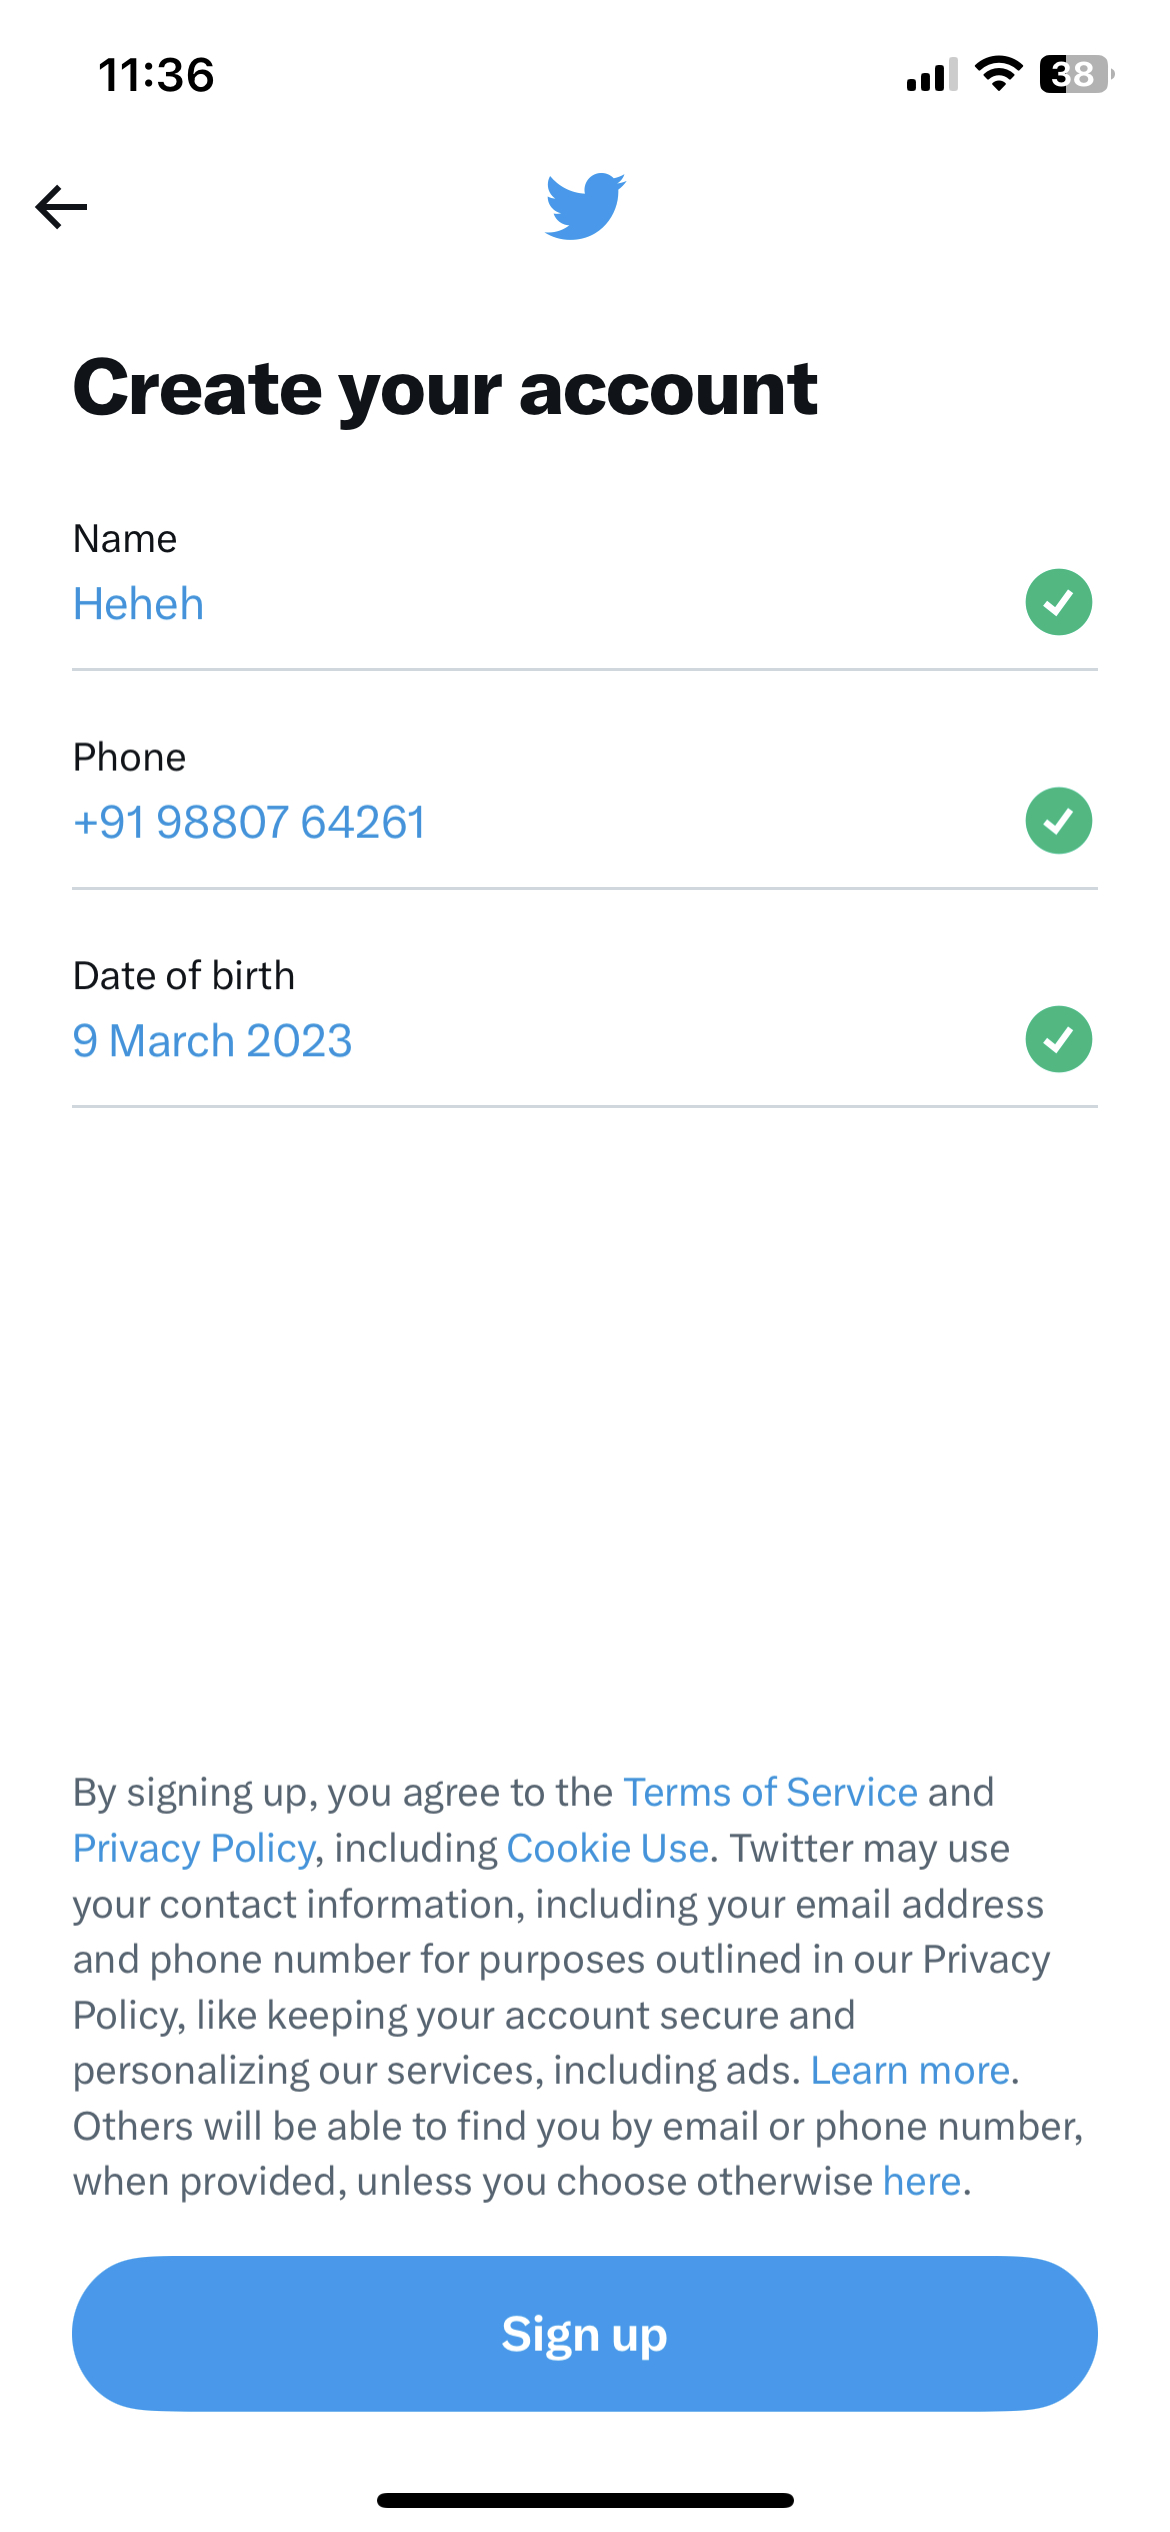 11:36
38
Create your account
Name
Heheh
Phone
+91 98807 64261
Date of birth
9 March 2023
By signing up, you agree to the Terms of Service and
Privacy Policy, including Cookie Use. Twitter may use
your contact information, including your email address
and phone number for purposes outlined in our Privacy
Policy, like keeping your account secure and
personalizing our services, including ads. Learn more.
Others will be able to find you by email or phone number,
when provided, unless you choose otherwise here.
Sign up